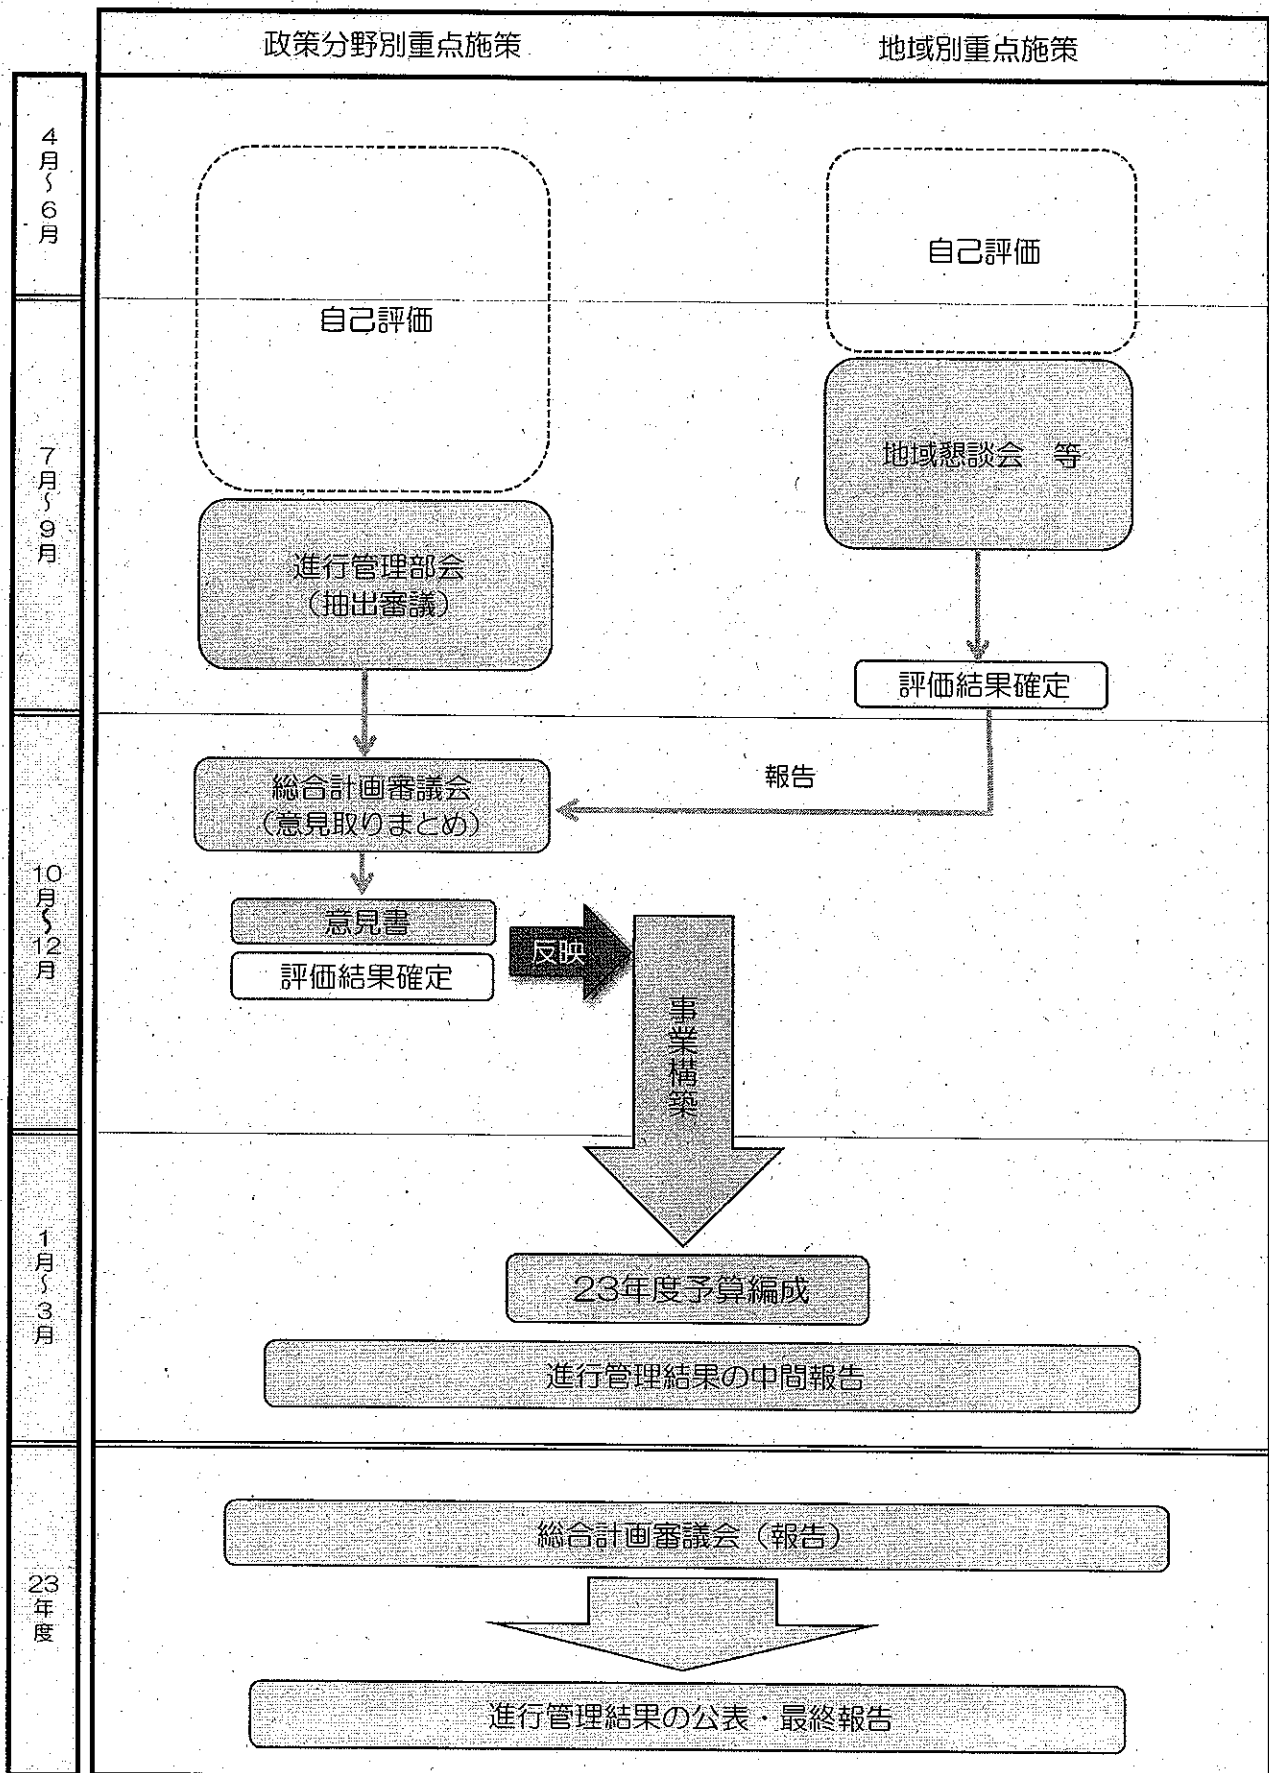 政策分野別重点施策
地域別重点施策
4月～6月
自己評価
自己評価
7月～9月
地域懇談会　等
進行管理部会
（抽出審議）
評価結果確定
10月～12月
総合計画審議会
（意見取りまとめ）
報告
意見書
評価結果確定
反映
事業構築
1月～3月
23年度予算編成
進行管理結果の中間報告
23年度
総合計画審議会（報告）
進行管理結果の公表・最終報告